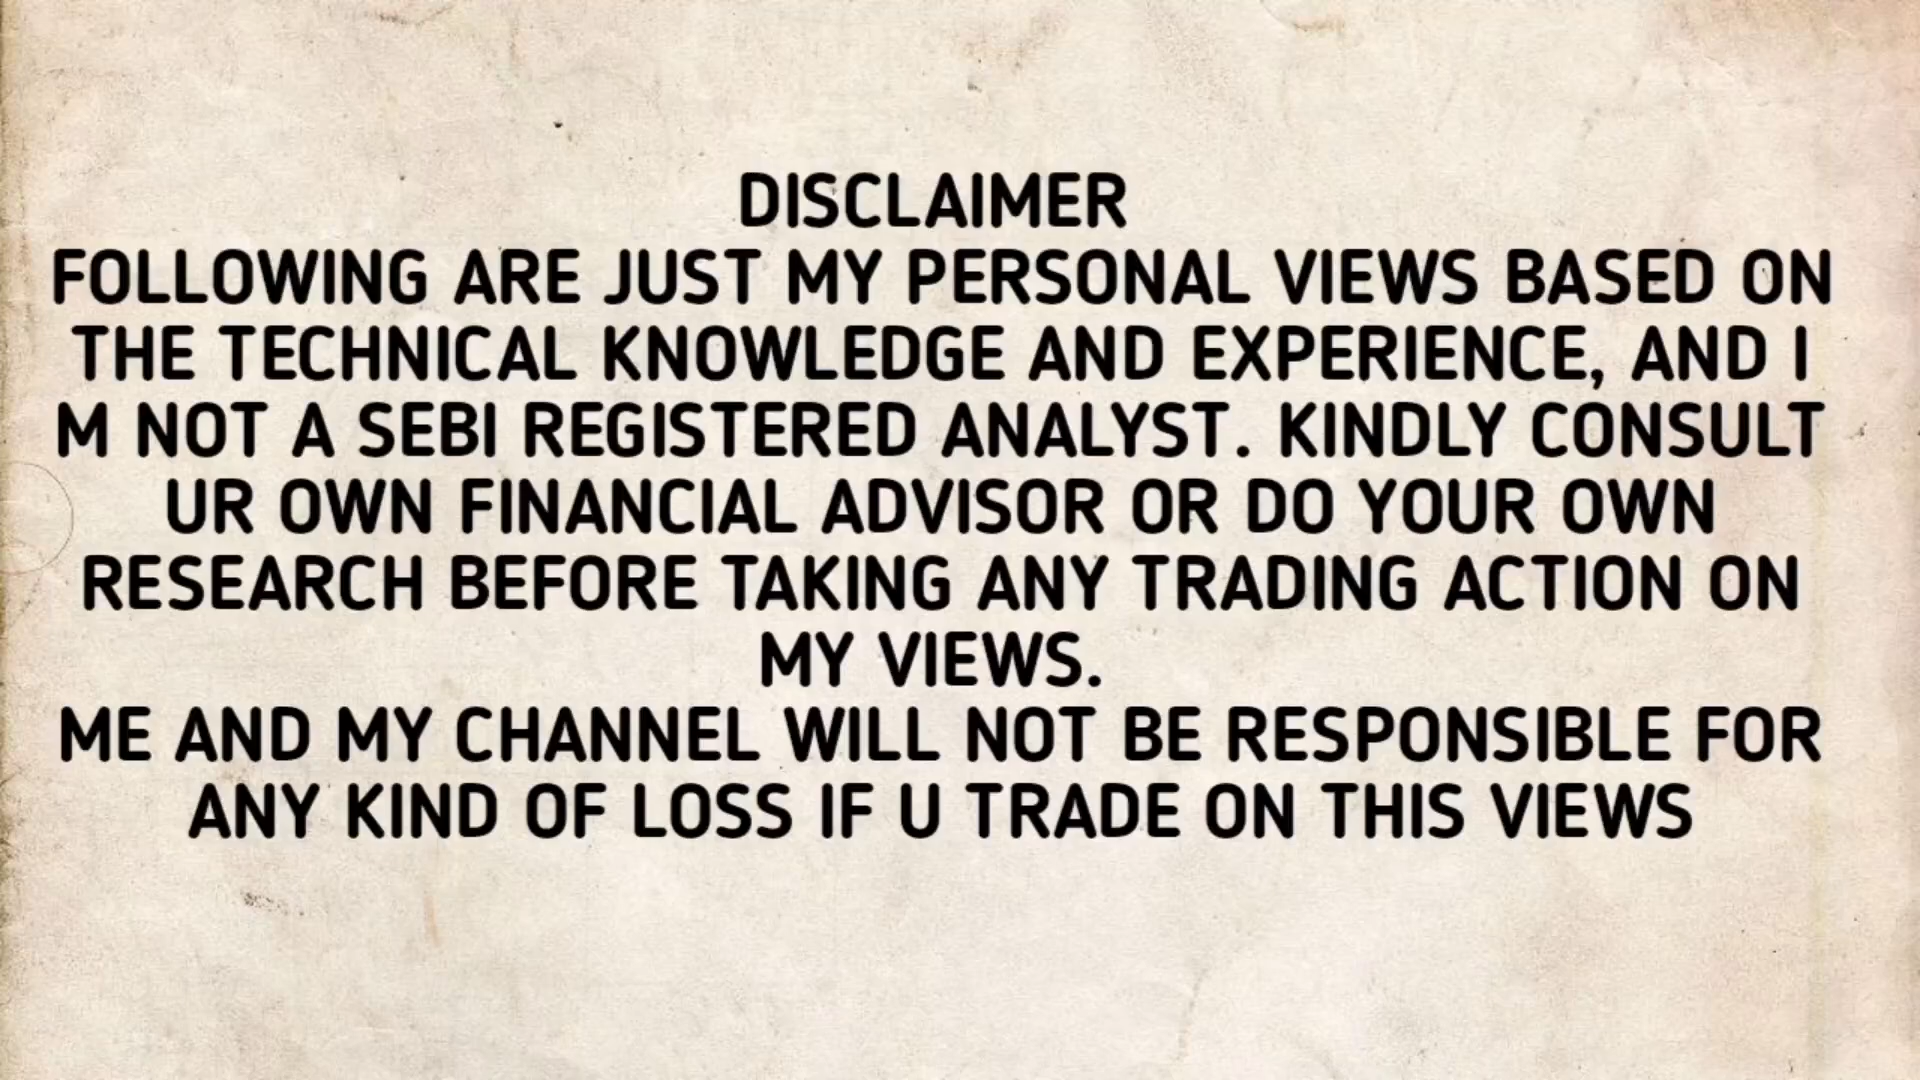 DISCLAIMER
FOLLOWING ARE JUST MY PERSONAL VIEWS BASED ON
THE TECHNICAL KNOWLEDGE AND EXPERIENCE, AND I
M NOT A SEBI REGISTERED ANALYST. KINDLY CONSULT
UR OWN FINANCIAL ADVISOR OR DO YOUR OWN
RESEARCH BEFORE TAKING ANY TRADING ACTION ON
MY VIEWS.
ME AND MY CHANNEL WILL NOT BE RESPONSIBLE FOR
ANY KIND OF LOSS IF U TRADE ON THIS VIEWS